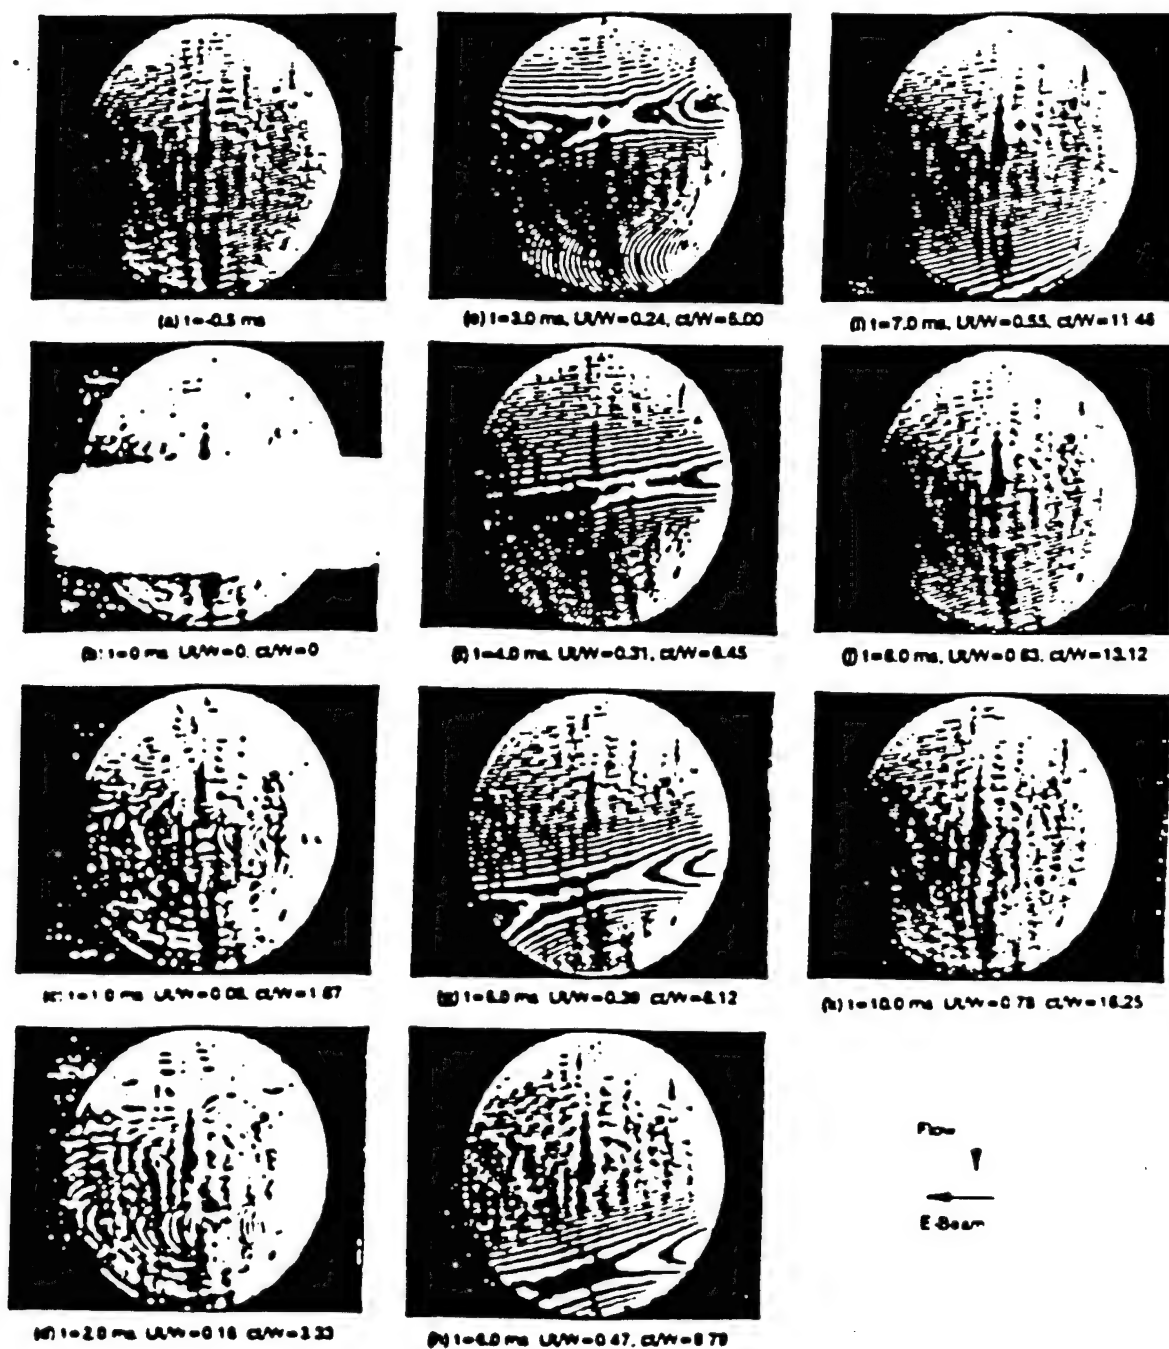 (a) t=-0.5 ms
(e) t=3.0 ms, Ut/W=0.24, ct/W=5.00
(i) t=7.0 ms, Ut/W=0.55, ct/W=11.46
(b) t=0 ms Ut/W=0, ct/W=0
(f) t=4.0 ms, Ut/W=0.31, ct/W=6.45
(j) t=8.0 ms, Ut/W=0.63, ct/W=13.12
(c) t=1.0 ms Ut/W=0.08, ct/W=1.67
(g) t=5.0 ms Ut/W=0.39 ct/W=8.12
(k) t=10.0 ms Ut/W=0.78 ct/W=16.25
Flow
E-Beam
(d) t=2.0 ms Ut/W=0.16 ct/W=3.33
(h) t=6.0 ms Ut/W=0.47, ct/W=9.79